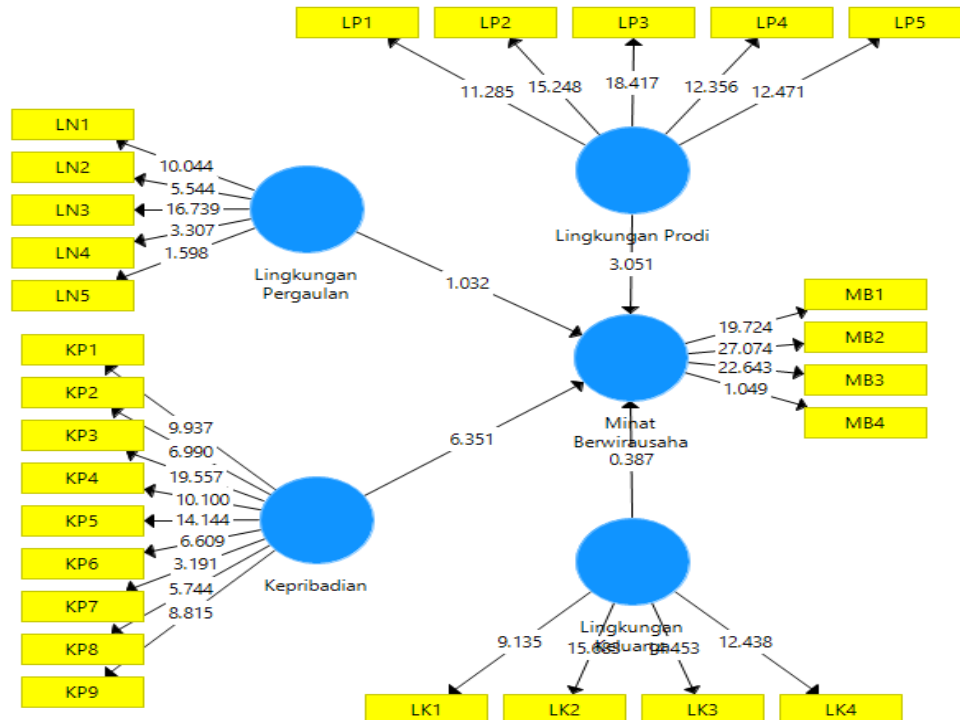 LP1
LP2
LP3
LP4
LP5
11.285
15.248
18.417
12.356
12.471
Lingkungan Prodi
3.051
LN1
LN2
LN3
LN4
LN5
10.044
5.544
16.739
3.307
1.598
Lingkungan
Pergaulan
1.032
MB1
MB2
MB3
MB4
19.724
27.074
22.643
1.049
Minat
Berwirausaha
0.387
KP1
KP2
KP3
KP4
KP5
KP6
KP7
KP8
KP9
9.937
6.990
19.557
10.100
14.144
6.609
3.191
5.744
8.815
Kepribadian
6.351
Lingkungan
Keluarga
9.135
12.438
LK1
LK2
LK3
LK4